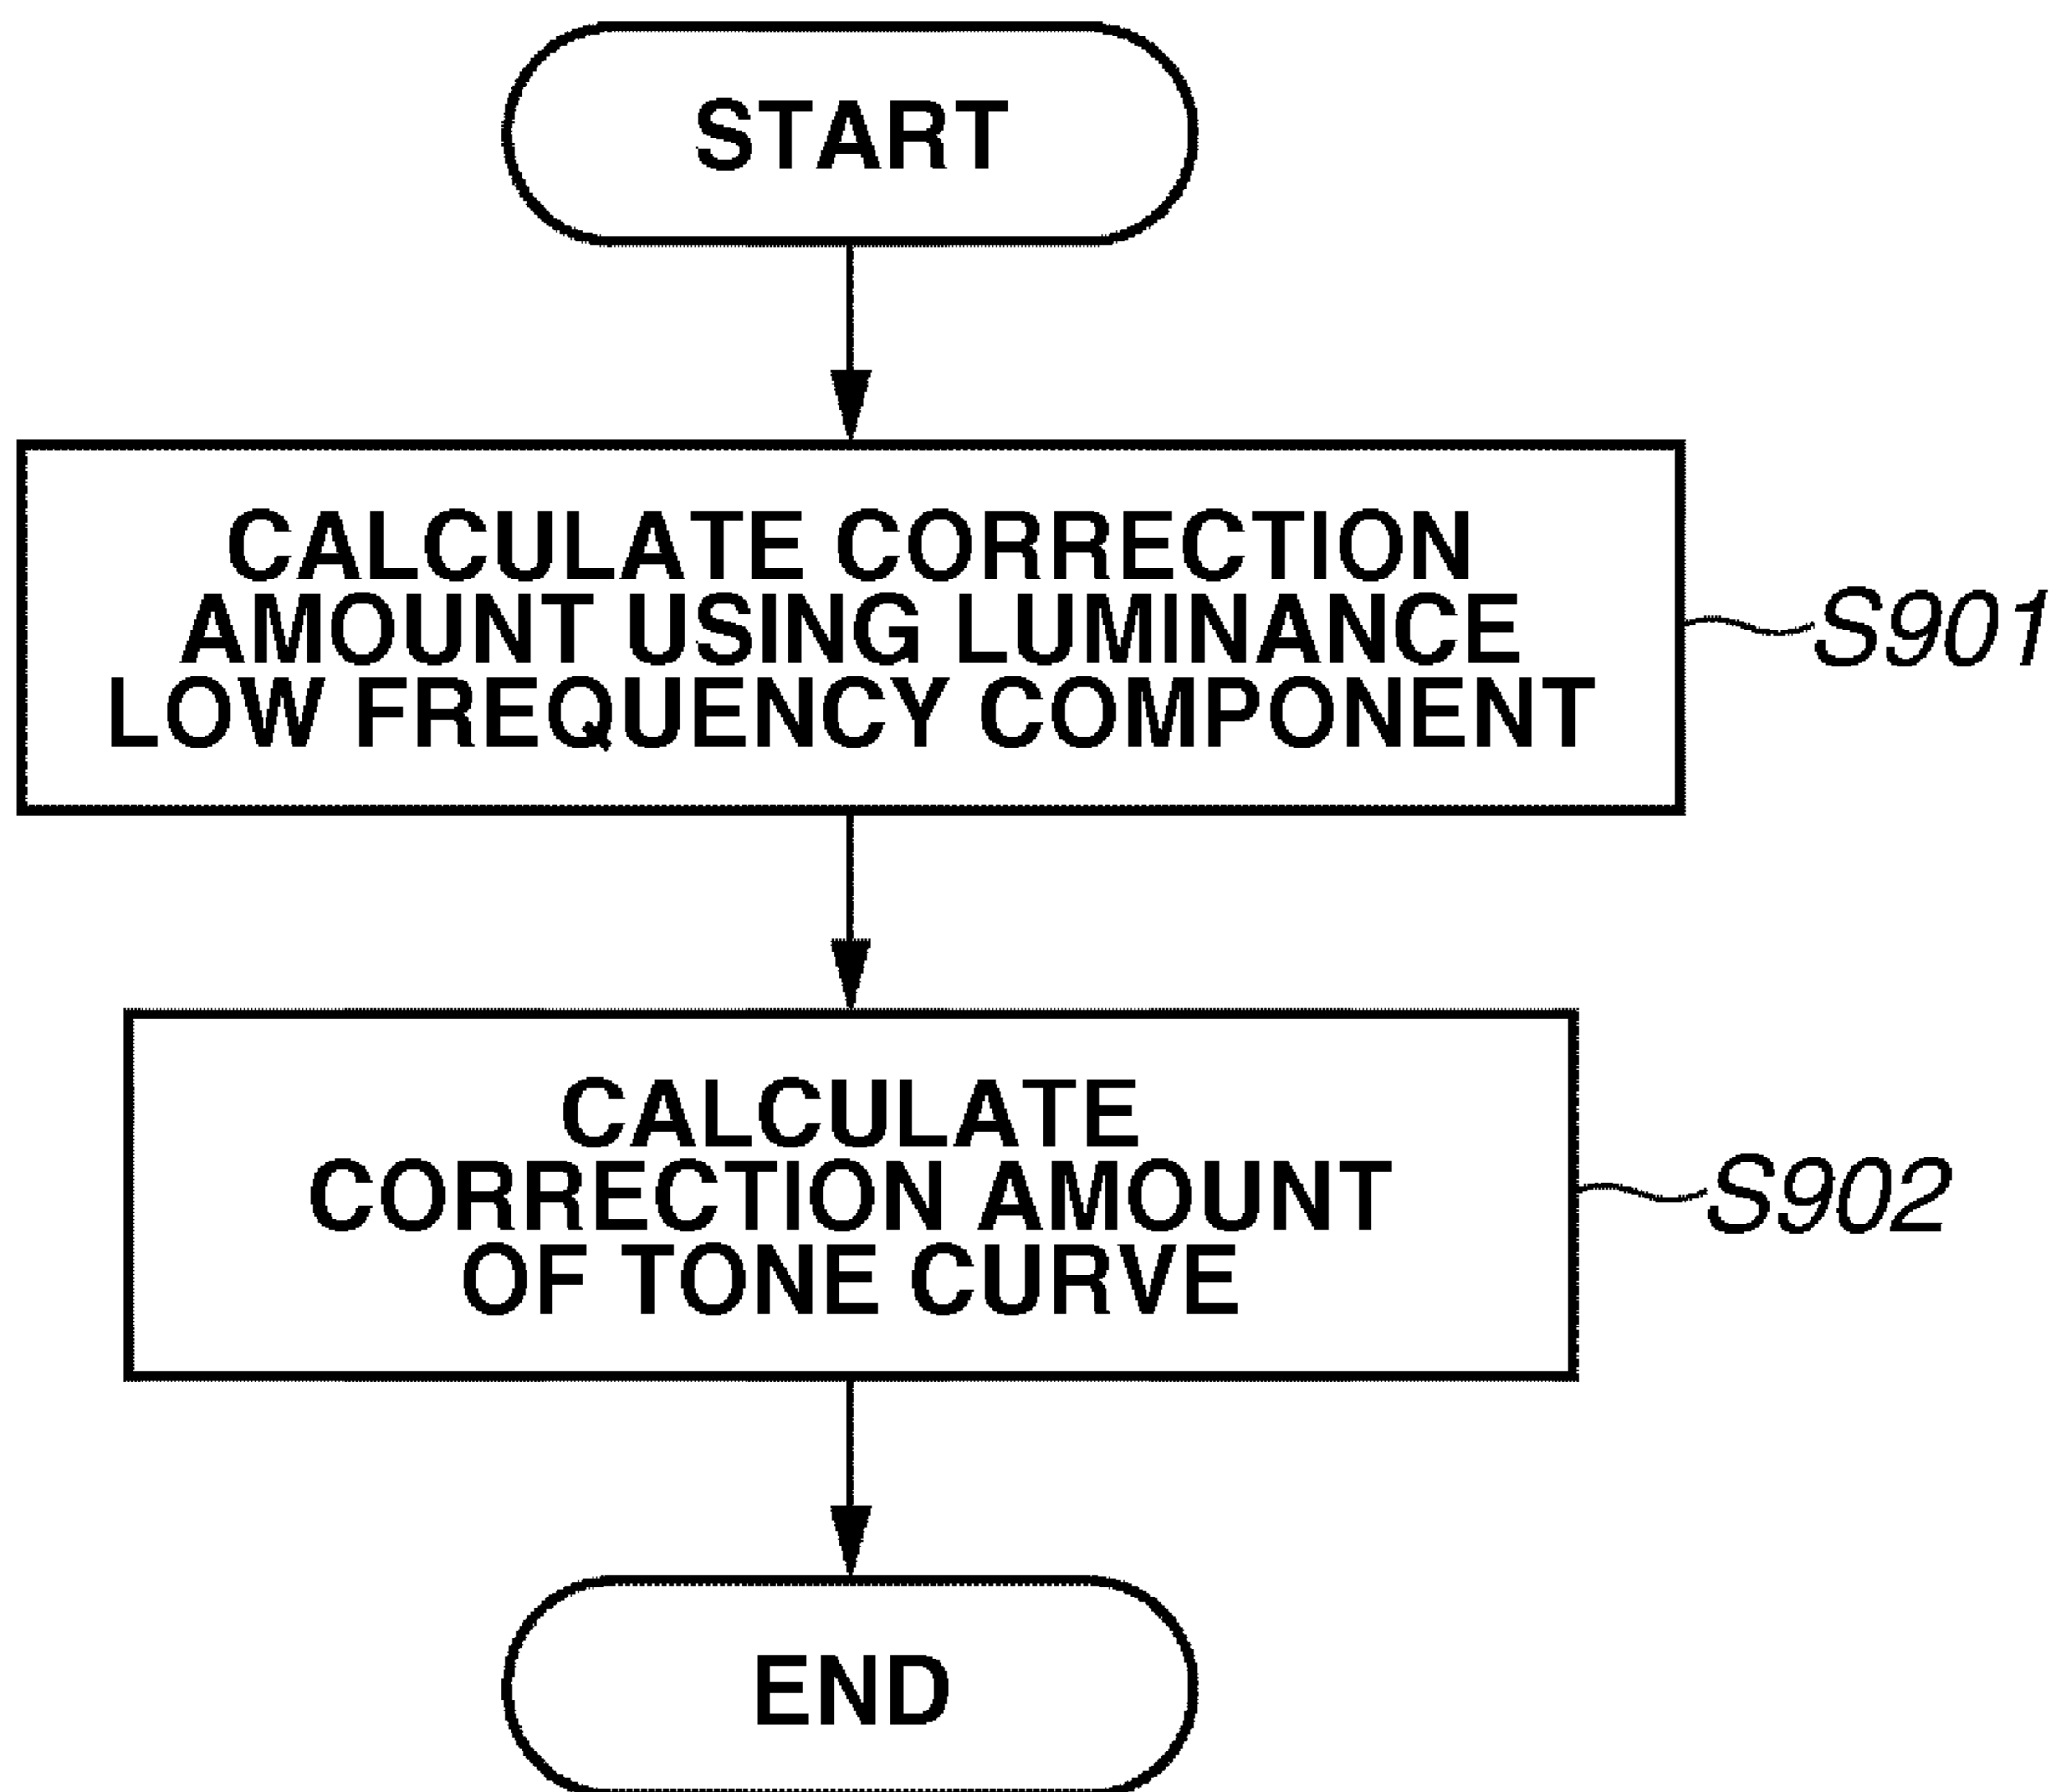 START
CALCULATE CORRECTION
AMOUNT USING LUMINANCE
LOW FREQUENCY COMPONENT
S901
CALCULATE
CORRECTION AMOUNT
OF TONE CURVE
S902
END